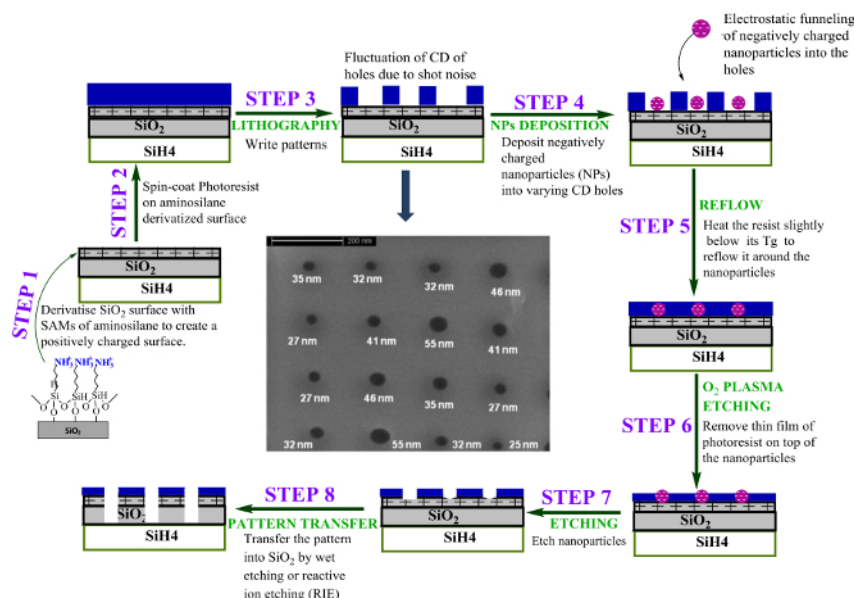 Electrostatic funneling
of negatively charged
nanoparticles into the
holes
Fluctuation of CD of
holes due to shot noise
STEP 3
LITHOGRAPHY
Write patterns
STEP 4
NPs DEPOSITION
Deposit negatively
charged
nanoparticles (NPs)
into varying CD holes
SiO2
SiH4
SiO2
SiH4
SiO2
SiH4
STEP 2
Spin-coat Photoresist
on aminosilane
derivatized surface
STEP 5
REFLOW
Heat the resist slightly
below its Tg to
reflow it around the
nanoparticles
SiO2
SiH4
STEP 1
Derivatise SiO2 surface with
SAMs of aminosilane to create a
positively charged surface.
NH3+ NH3+ NH3+
Si SiH SiH
O O O O
SiO2
200 nm
35 nm 32 nm 32 nm 46 nm
27 nm 41 nm 55 nm 41 nm
27 nm 46 nm 35 nm 27 nm
32 nm 55 nm 32 nm 25 nm
SiO2
SiH4
STEP 6
O2 PLASMA
ETCHING
Remove thin film of
photoresist on top of
the nanoparticles
SiO2
SiH4
STEP 7
ETCHING
Etch nanoparticles
SiO2
SiH4
STEP 8
PATTERN TRANSFER
Transfer the pattern
into SiO2 by wet
etching or reactive
ion etching (RIE)
SiO2
SiH4